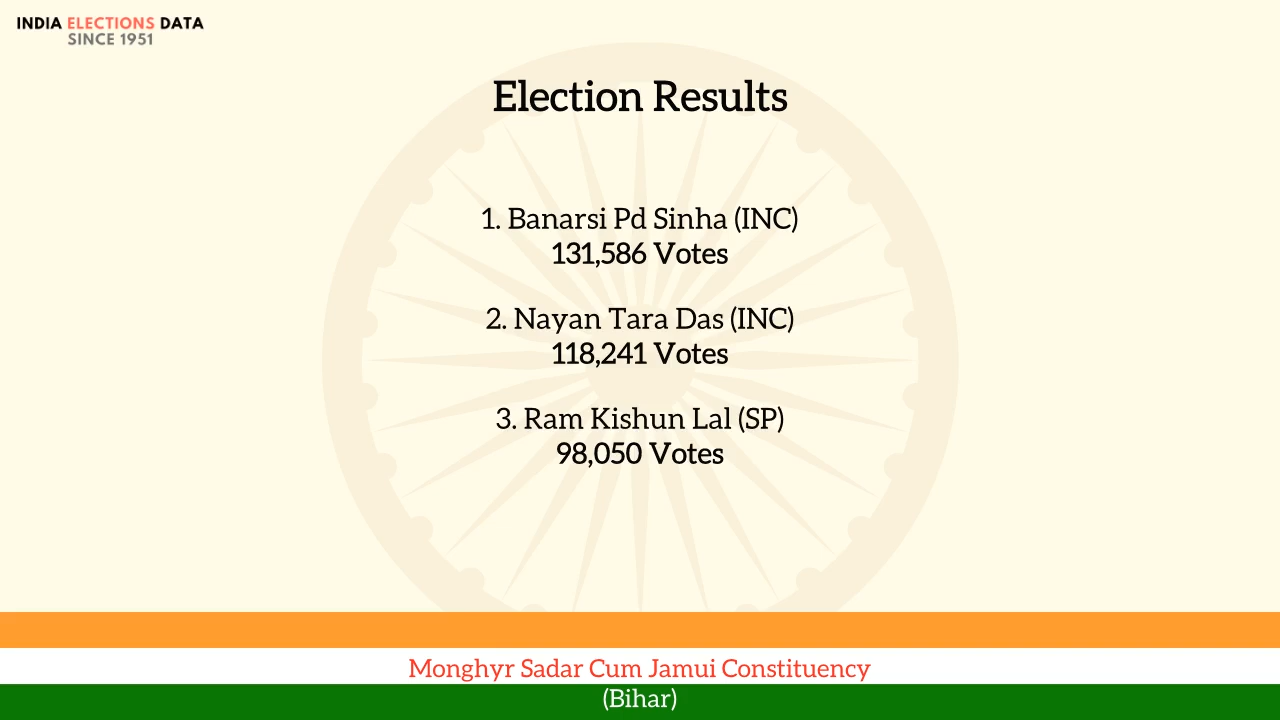 INDIA ELECTIONS DATA
SINCE 1951
Election Results
1. Banarsi Pd Sinha (INC)
131,586 Votes
2. Nayan Tara Das (INC)
118,241 Votes
3. Ram Kishun Lal (SP)
98,050 Votes
Monghyr Sadar Cum Jamui Constituency
(Bihar)